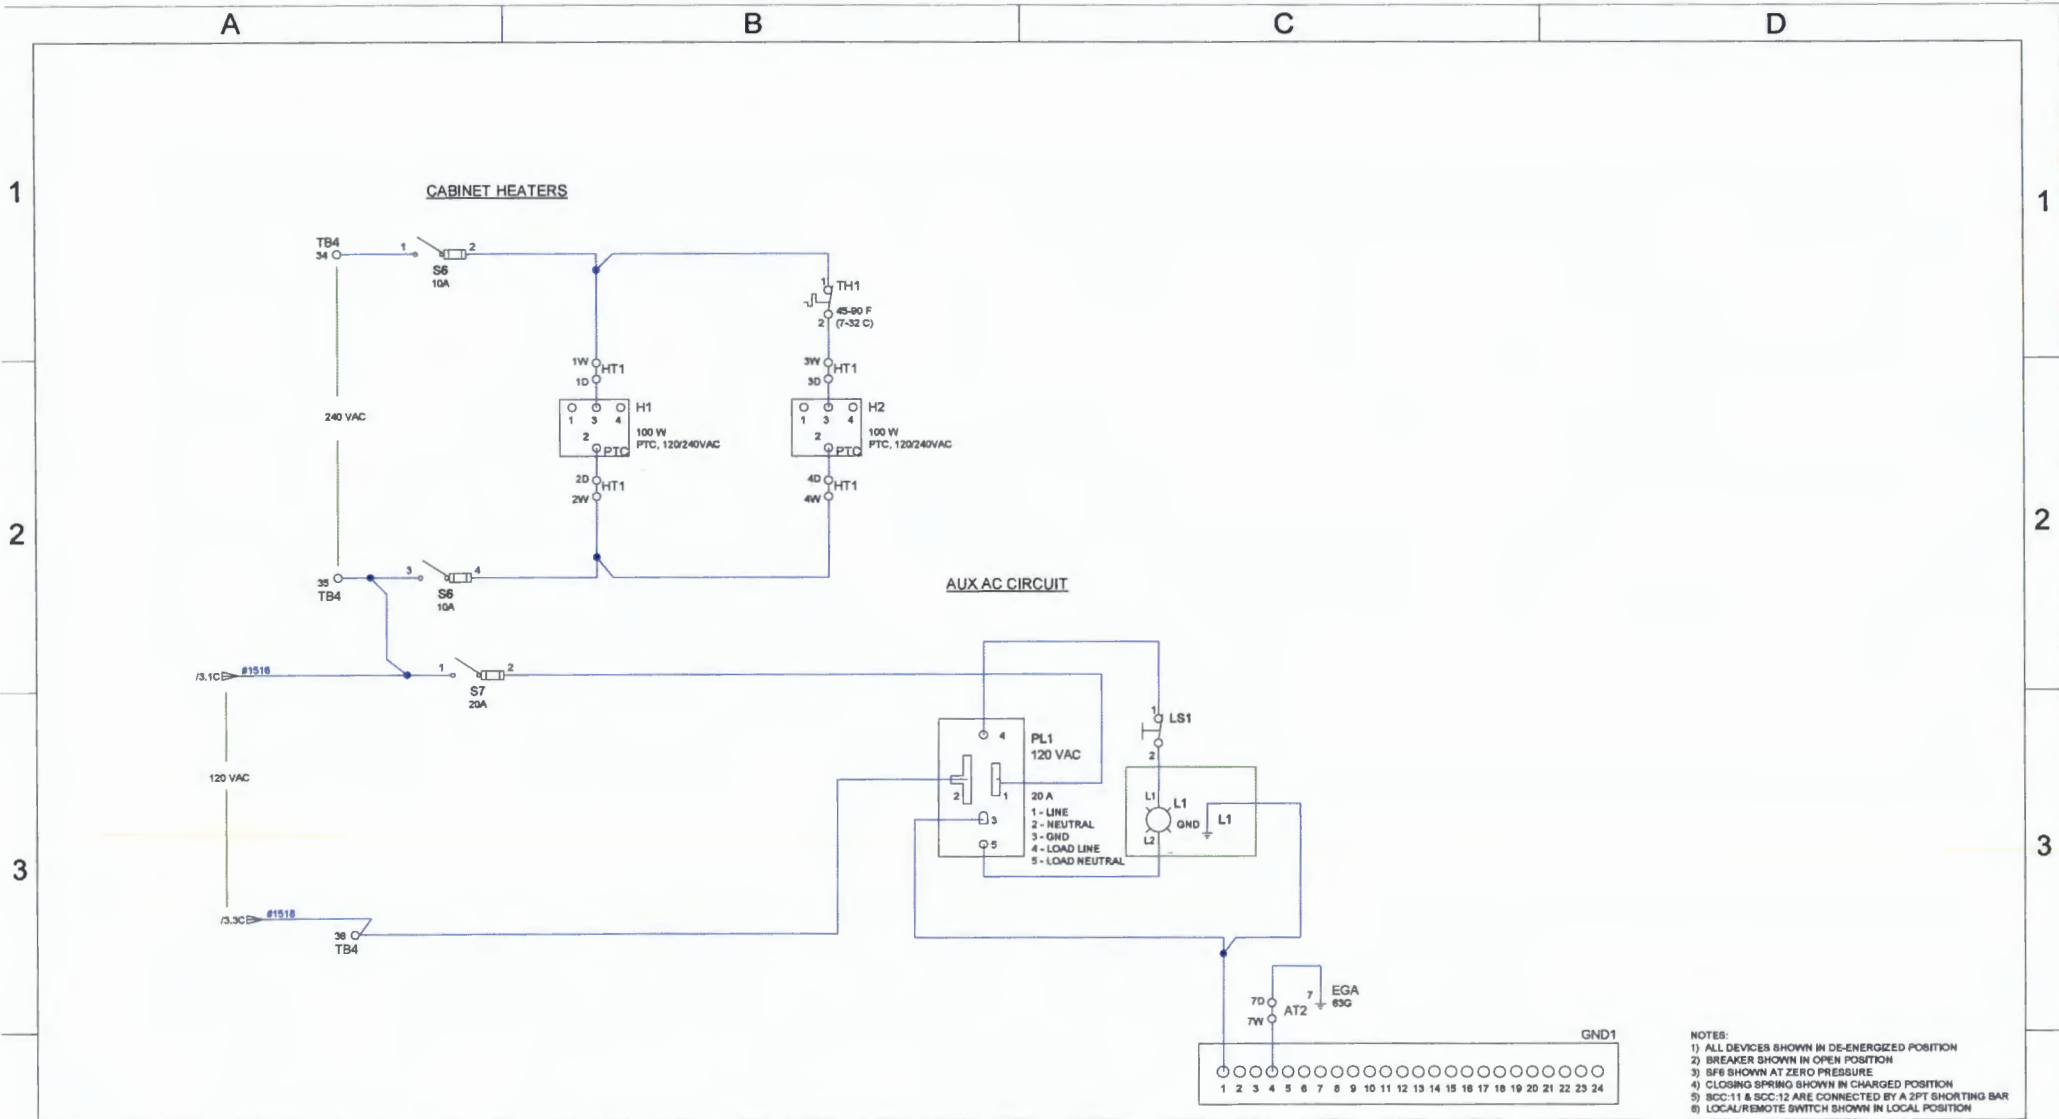 A B C D
1 1
CABINET HEATERS
TB4
34
1 2
S6
10A
1 TH1
45-90 F
2 (7-32 C)
1W HT1
1D
3W HT1
3D
240 VAC
H1
1 3 4
2
PTC
100 W
PTC, 120/240VAC
H2
1 3 4
2
PTC
100 W
PTC, 120/240VAC
2D HT1
2W
4D HT1
4W
2 2
35
TB4
3 4
S6
10A
AUX AC CIRCUIT
/3.1C #1516
1 2
S7
20A
120 VAC
4
2 1
3
5
PL1
120 VAC
20 A
1 - LINE
2 - NEUTRAL
3 - GND
4 - LOAD LINE
5 - LOAD NEUTRAL
1 LS1
2
L1 L1
GND L1
L2
3 3
/3.3C #1518
36
TB4
7D
AT2
7W
7 EGA
63G
GND1
1 2 3 4 5 6 7 8 9 10 11 12 13 14 15 16 17 18 19 20 21 22 23 24
NOTES:
1) ALL DEVICES SHOWN IN DE-ENERGIZED POSITION
2) BREAKER SHOWN IN OPEN POSITION
3) SF6 SHOWN AT ZERO PRESSURE
4) CLOSING SPRING SHOWN IN CHARGED POSITION
5) SCC:11 & SCC:12 ARE CONNECTED BY A 2PT SHORTING BAR
6) LOCAL/REMOTE SWITCH SHOWN IN LOCAL POSITION